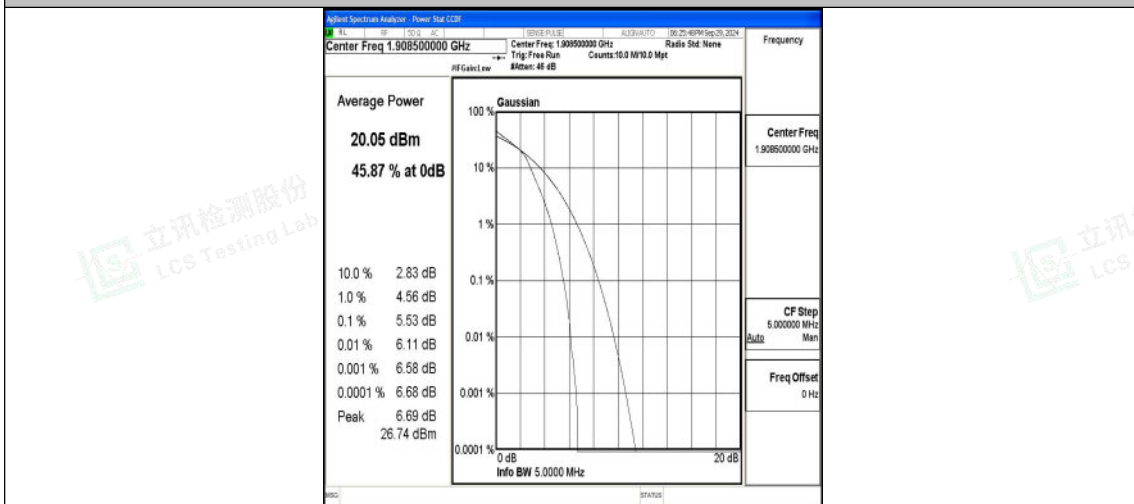 Agilent Spectrum Analyzer - Power Stat CCDF
RL RF 50 Ω AC SENSE:PULSE ALIGNAUTO 06:25:48PM Sep 29, 2024
Center Freq 1.908500000 GHz
Center Freq: 1.908500000 GHz Radio Std: None
Trig: Free Run Counts:10.0 M/10.0 Mpt
#IFGain:Low #Atten: 46 dB
Frequency
Average Power
20.05 dBm
45.87 % at 0dB
10.0 % 2.83 dB
1.0 % 4.56 dB
0.1 % 5.53 dB
0.01 % 6.11 dB
0.001 % 6.58 dB
0.0001 % 6.68 dB
Peak 6.69 dB
26.74 dBm
Gaussian
100 %
10 %
1 %
0.1 %
0.01 %
0.001 %
0.0001 %
0 dB 20 dB
Info BW 5.0000 MHz
Center Freq
1.908500000 GHz
CF Step
5.000000 MHz
Auto Man
Freq Offset
0 Hz
MSG STATUS
立讯检测股份
LCS Testing Lab
立讯
LCS